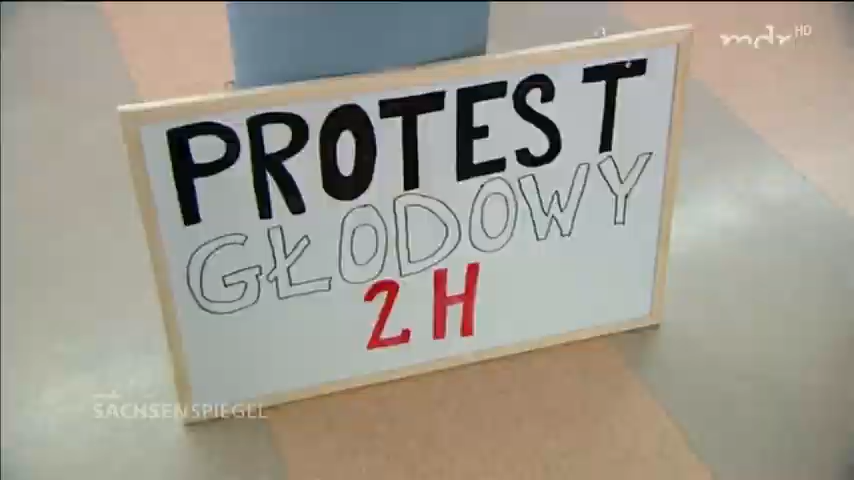 mdr HD
PROTEST
GŁODOWY
2H
SACHSENSPIEGEL